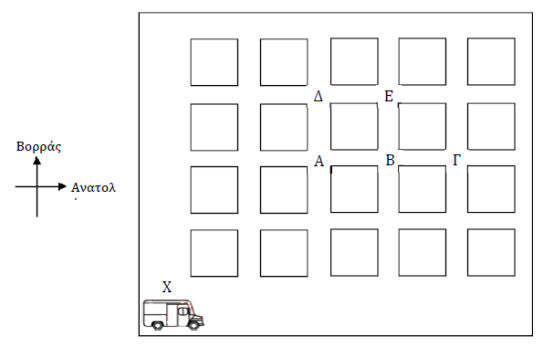 Δ Ε
Βορράς
Α Β Γ
Ανατολ
Χ